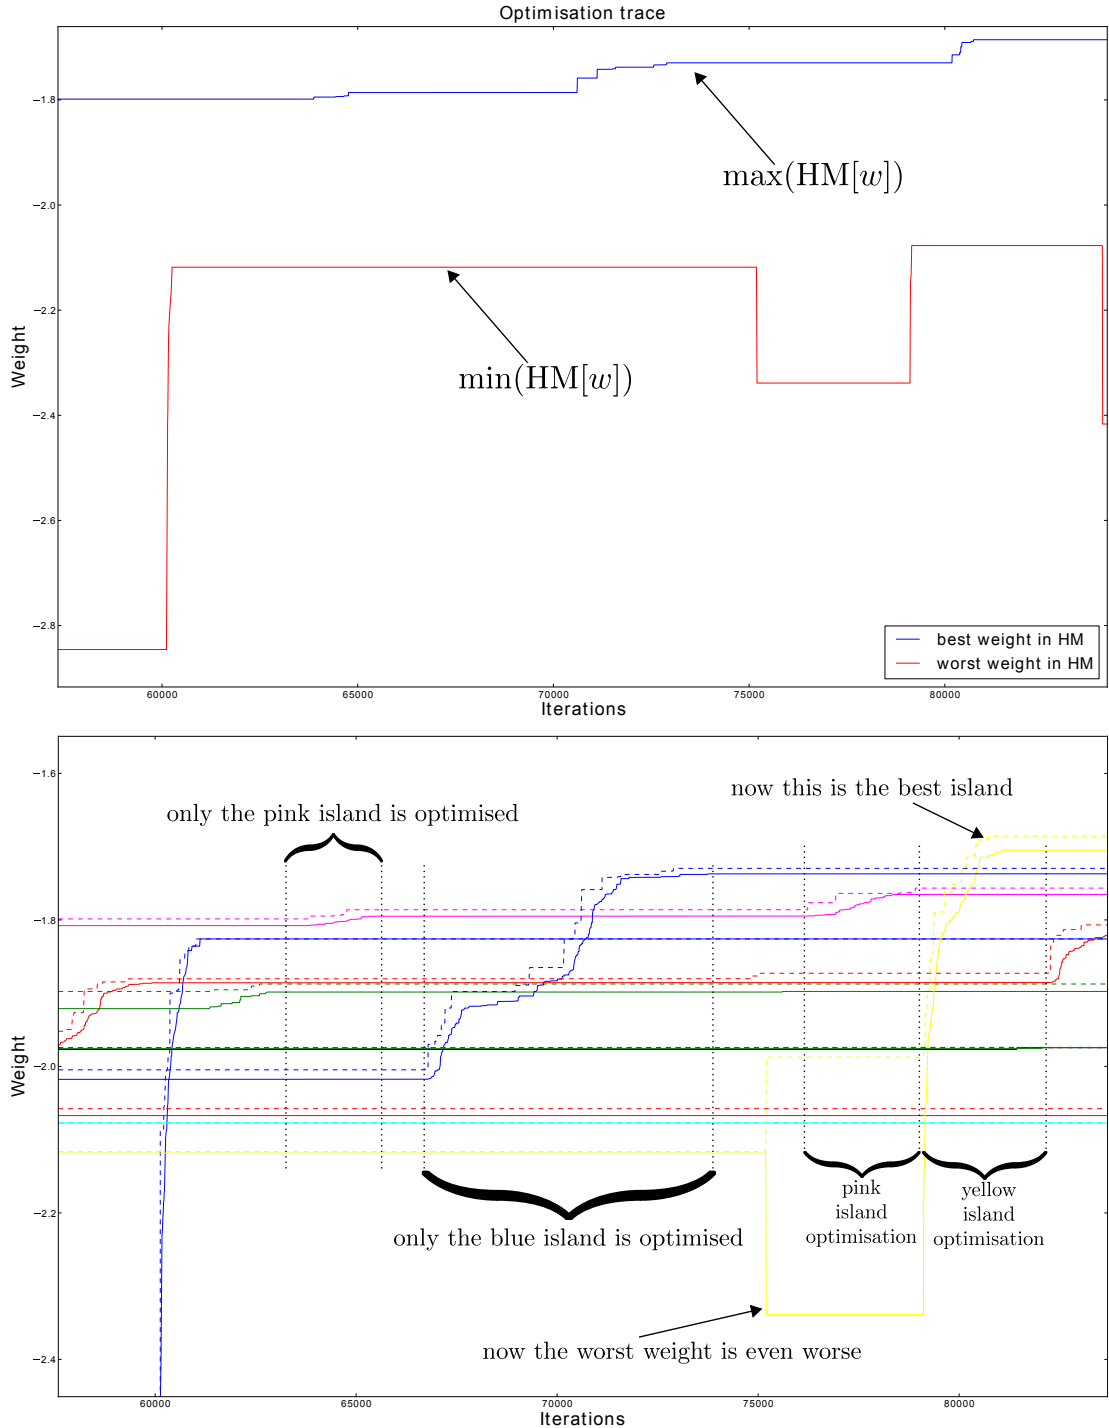 Optimisation trace
−1.8
max(HM[w])
−2.0
−2.2
Weight
min(HM[w])
−2.4
−2.6
−2.8
best weight in HM
worst weight in HM
60000 65000 70000 75000 80000
Iterations
−1.6
now this is the best island
only the pink island is optimised
−1.8
−2.0
Weight
pink
island
optimisation
yellow
island
optimisation
−2.2
only the blue island is optimised
now the worst weight is even worse
−2.4
60000 65000 70000 75000 80000
Iterations